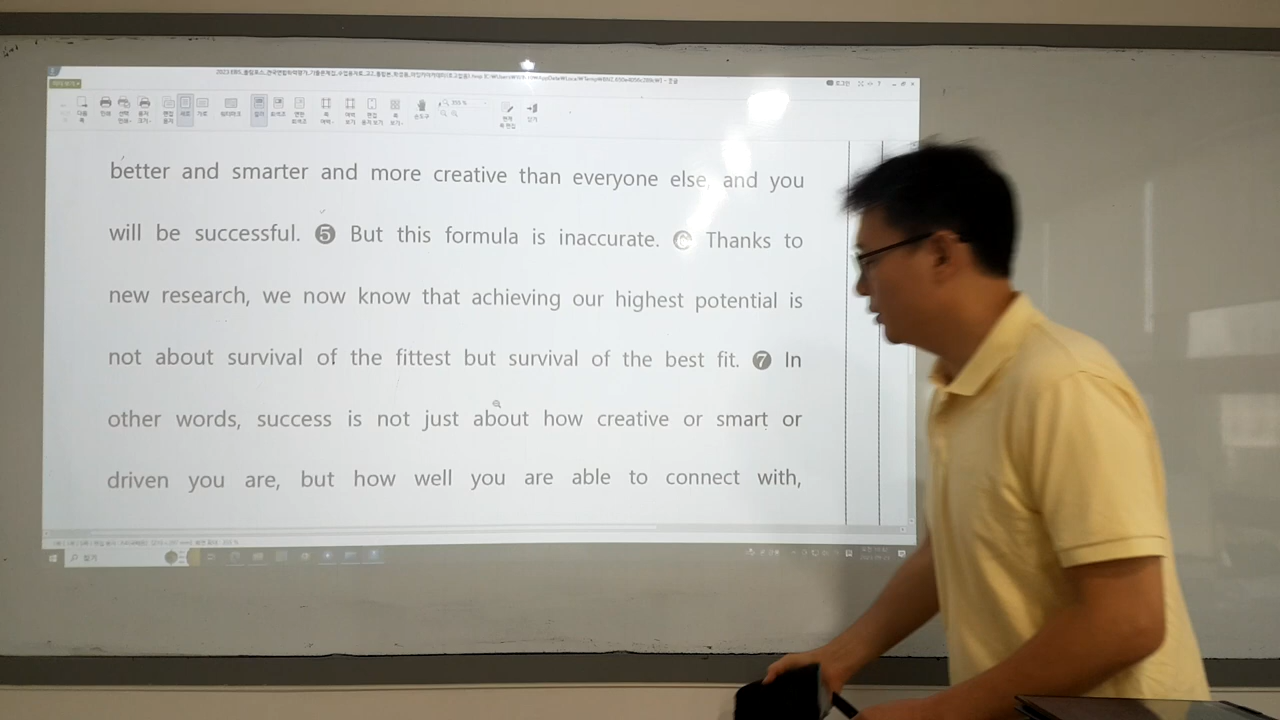 better and smarter and more creative than everyone else, and you
will be successful. ❺ But this formula is inaccurate. ❻ Thanks to
new research, we now know that achieving our highest potential is
not about survival of the fittest but survival of the best fit. ❼ In
other words, success is not just about how creative or smart or
driven you are, but how well you are able to connect with,